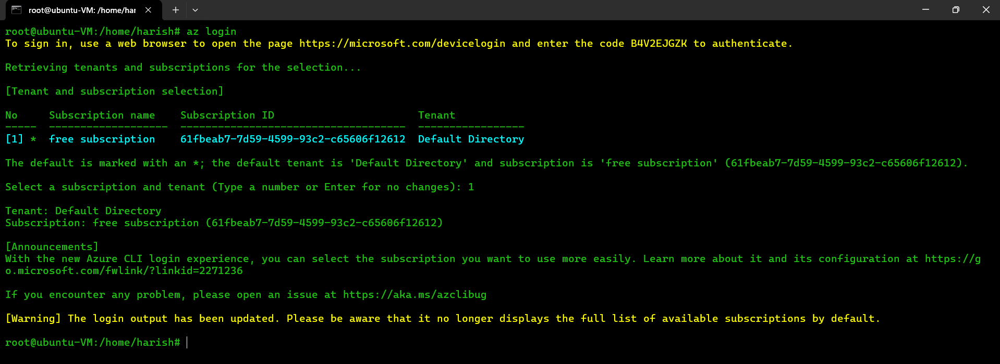 root@ubuntu-VM: /home/har
root@ubuntu-VM:/home/harish# az login
To sign in, use a web browser to open the page https://microsoft.com/devicelogin and enter the code B4V2EJGZK to authenticate.
Retrieving tenants and subscriptions for the selection...
[Tenant and subscription selection]
No     Subscription name    Subscription ID                       Tenant
-----  -------------------  ------------------------------------  -----------------
[1] *  free subscription    61fbeab7-7d59-4599-93c2-c65606f12612  Default Directory
The default is marked with an *; the default tenant is 'Default Directory' and subscription is 'free subscription' (61fbeab7-7d59-4599-93c2-c65606f12612).
Select a subscription and tenant (Type a number or Enter for no changes): 1
Tenant: Default Directory
Subscription: free subscription (61fbeab7-7d59-4599-93c2-c65606f12612)
[Announcements]
With the new Azure CLI login experience, you can select the subscription you want to use more easily. Learn more about it and its configuration at https://g
o.microsoft.com/fwlink/?linkid=2271236
If you encounter any problem, please open an issue at https://aka.ms/azclibug
[Warning] The login output has been updated. Please be aware that it no longer displays the full list of available subscriptions by default.
root@ubuntu-VM:/home/harish#